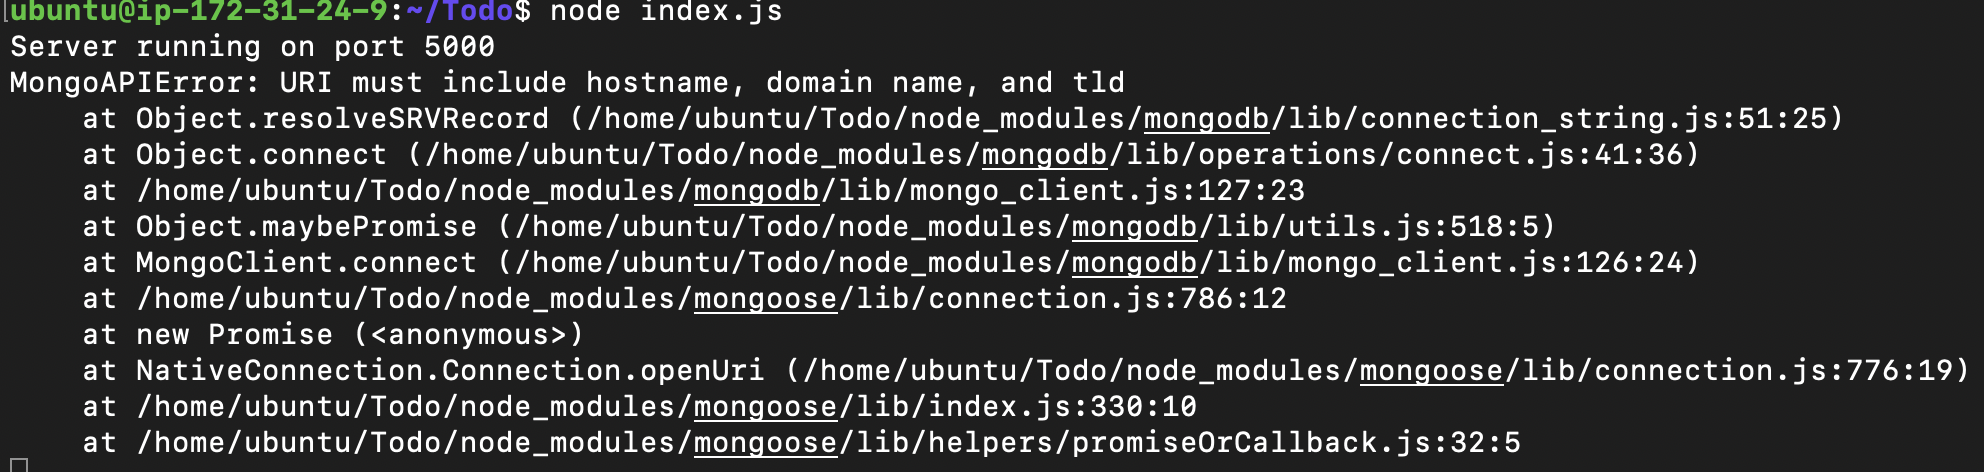 ubuntu@ip-172-31-24-9:~/Todo$ node index.js
Server running on port 5000
MongoAPIError: URI must include hostname, domain name, and tld
    at Object.resolveSRVRecord (/home/ubuntu/Todo/node_modules/mongodb/lib/connection_string.js:51:25)
    at Object.connect (/home/ubuntu/Todo/node_modules/mongodb/lib/operations/connect.js:41:36)
    at /home/ubuntu/Todo/node_modules/mongodb/lib/mongo_client.js:127:23
    at Object.maybePromise (/home/ubuntu/Todo/node_modules/mongodb/lib/utils.js:518:5)
    at MongoClient.connect (/home/ubuntu/Todo/node_modules/mongodb/lib/mongo_client.js:126:24)
    at /home/ubuntu/Todo/node_modules/mongoose/lib/connection.js:786:12
    at new Promise (<anonymous>)
    at NativeConnection.Connection.openUri (/home/ubuntu/Todo/node_modules/mongoose/lib/connection.js:776:19)
    at /home/ubuntu/Todo/node_modules/mongoose/lib/index.js:330:10
    at /home/ubuntu/Todo/node_modules/mongoose/lib/helpers/promiseOrCallback.js:32:5